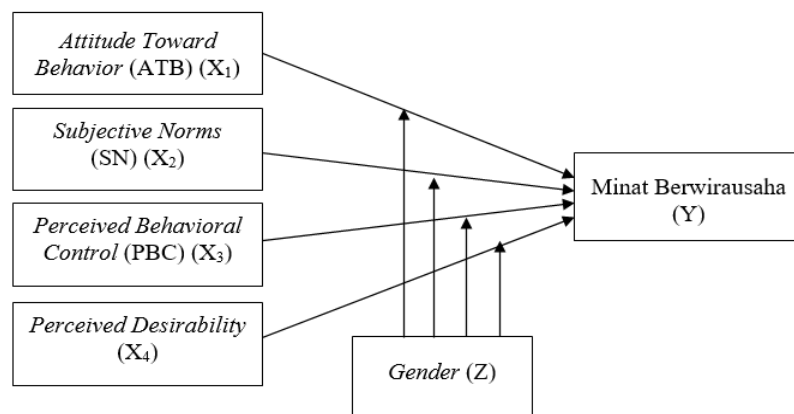 Attitude Toward
Behavior (ATB) (X₁)
Subjective Norms
(SN) (X₂)
Perceived Behavioral
Control (PBC) (X₃)
Perceived Desirability
(X₄)
Minat Berwirausaha
(Y)
Gender (Z)